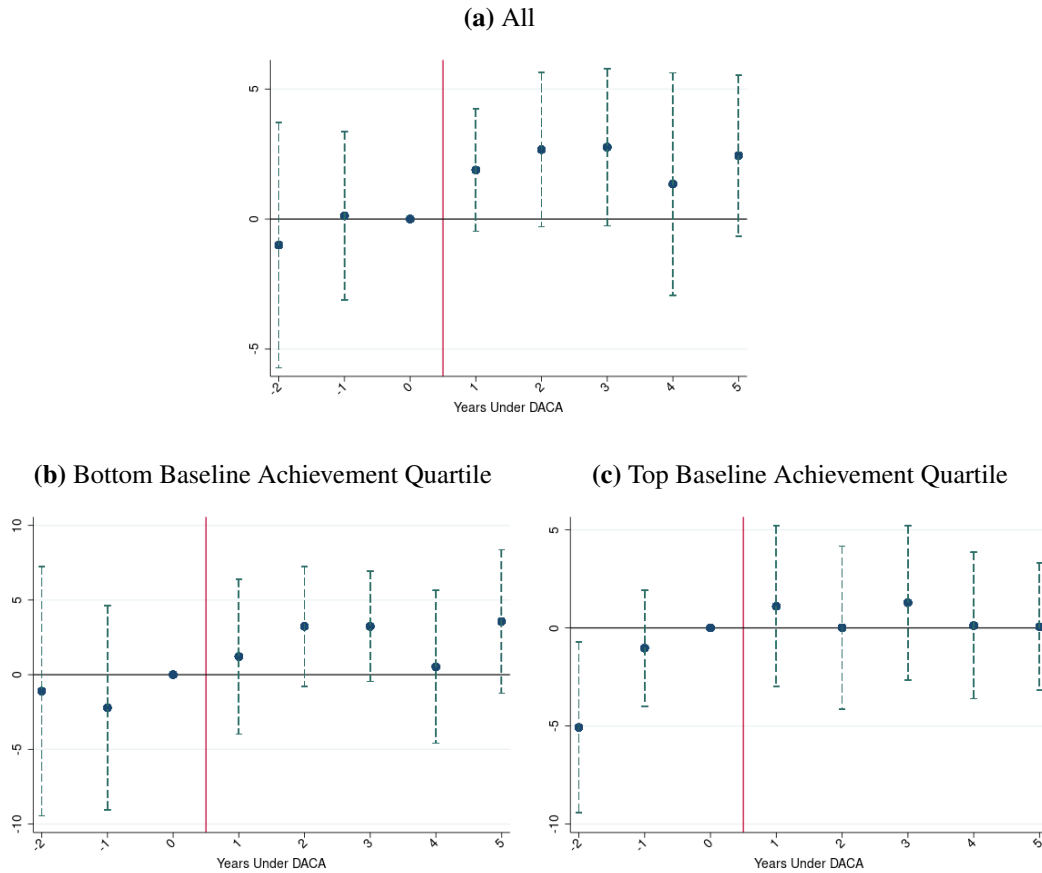 (a) All
5
0
-5
-2 -1 0 1 2 3 4 5
Years Under DACA
(b) Bottom Baseline Achievement Quartile
10
5
0
-5
-10
-2 -1 0 1 2 3 4 5
Years Under DACA
(c) Top Baseline Achievement Quartile
5
0
-5
-10
-2 -1 0 1 2 3 4 5
Years Under DACA